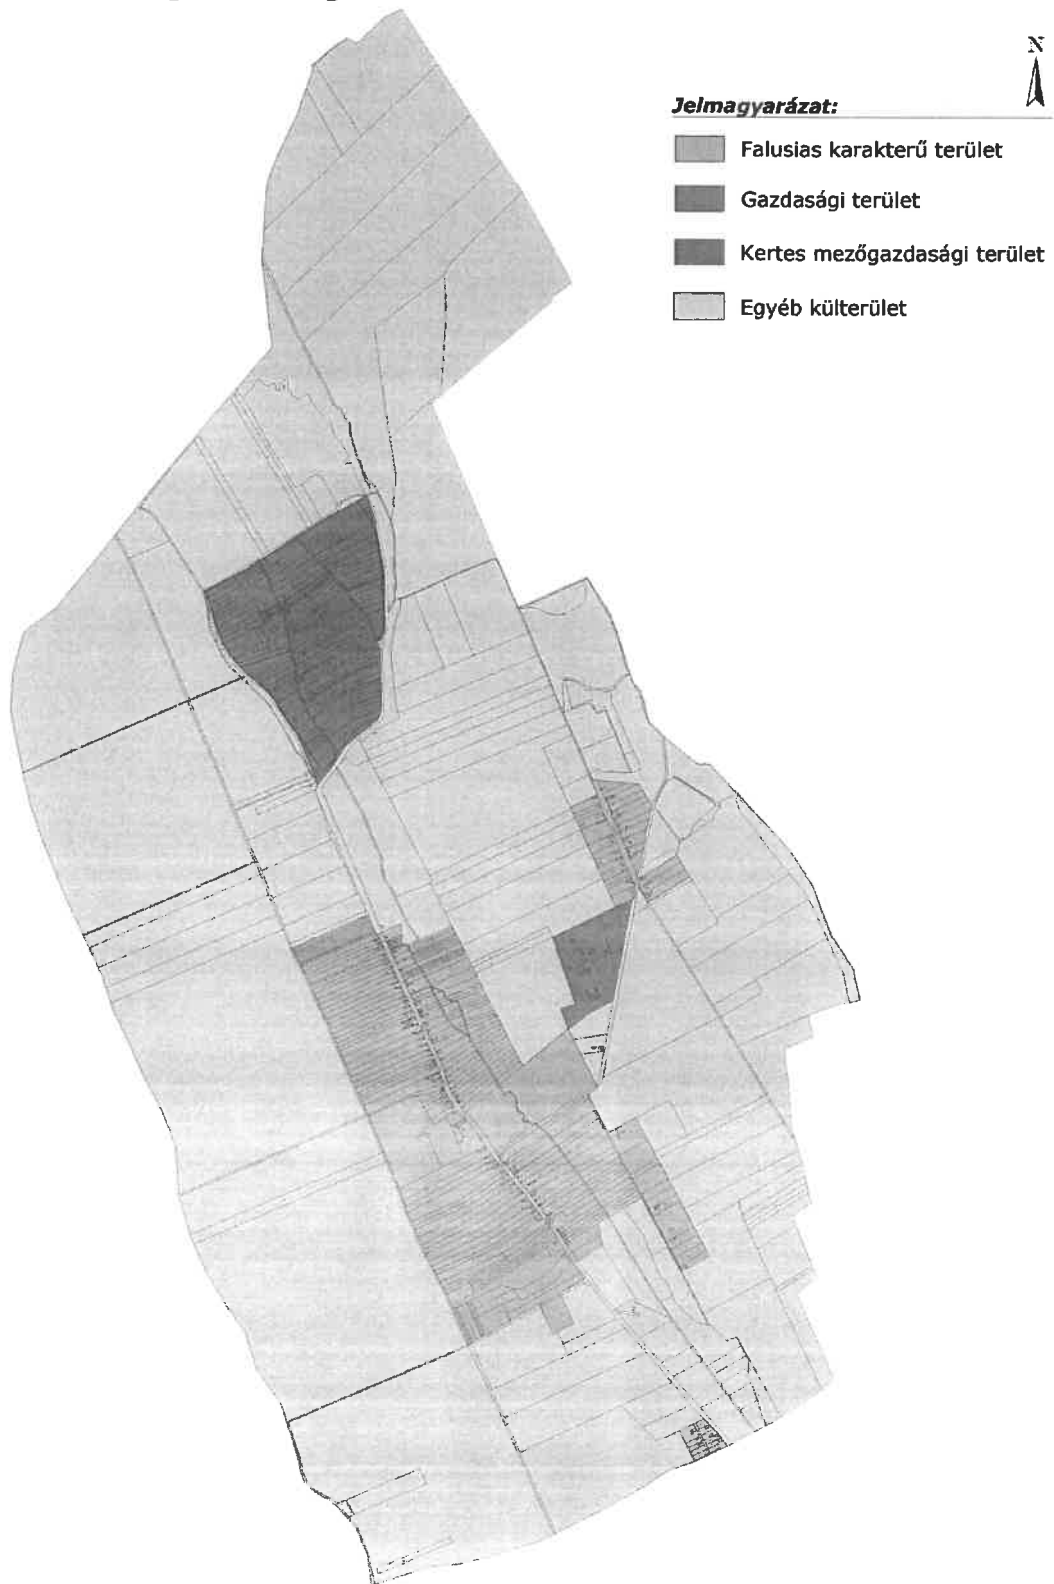 N
Jelmagyarázat:
Falusias karakterű terület
Gazdasági terület
Kertes mezőgazdasági terület
Egyéb külterület